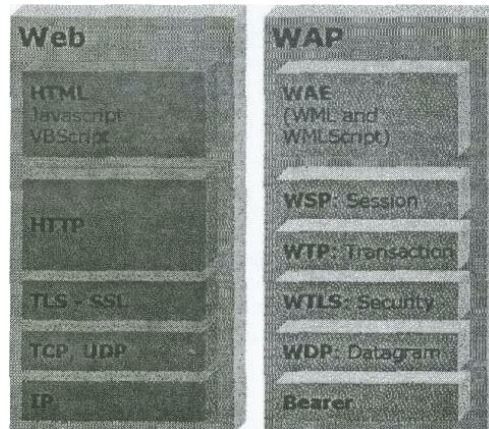 Web
HTML
Javascript
VBScript
HTTP
TLS - SSL
TCP, UDP
IP
WAP
WAE
(WML and
WMLScript)
WSP: Session
WTP: Transaction
WTLS: Security
WDP: Datagram
Bearer